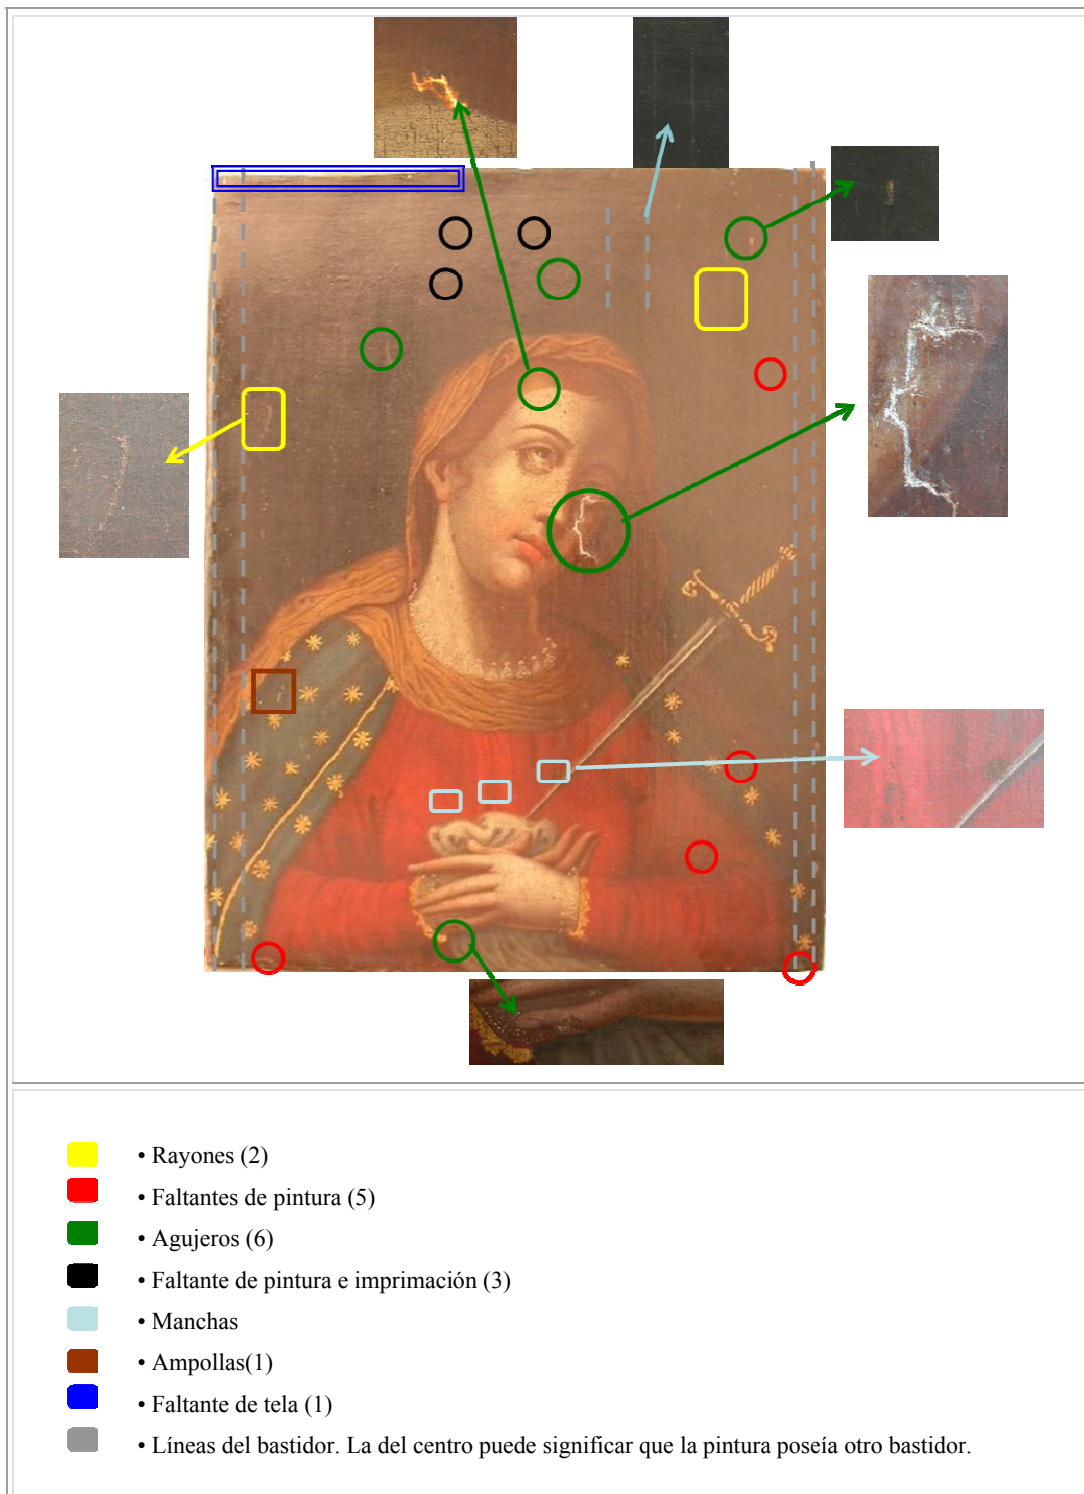 • Rayones (2)
• Faltantes de pintura (5)
• Agujeros (6)
• Faltante de pintura e imprimación (3)
• Manchas
• Ampollas(1)
• Faltante de tela (1)
• Líneas del bastidor. La del centro puede significar que la pintura poseía otro bastidor.